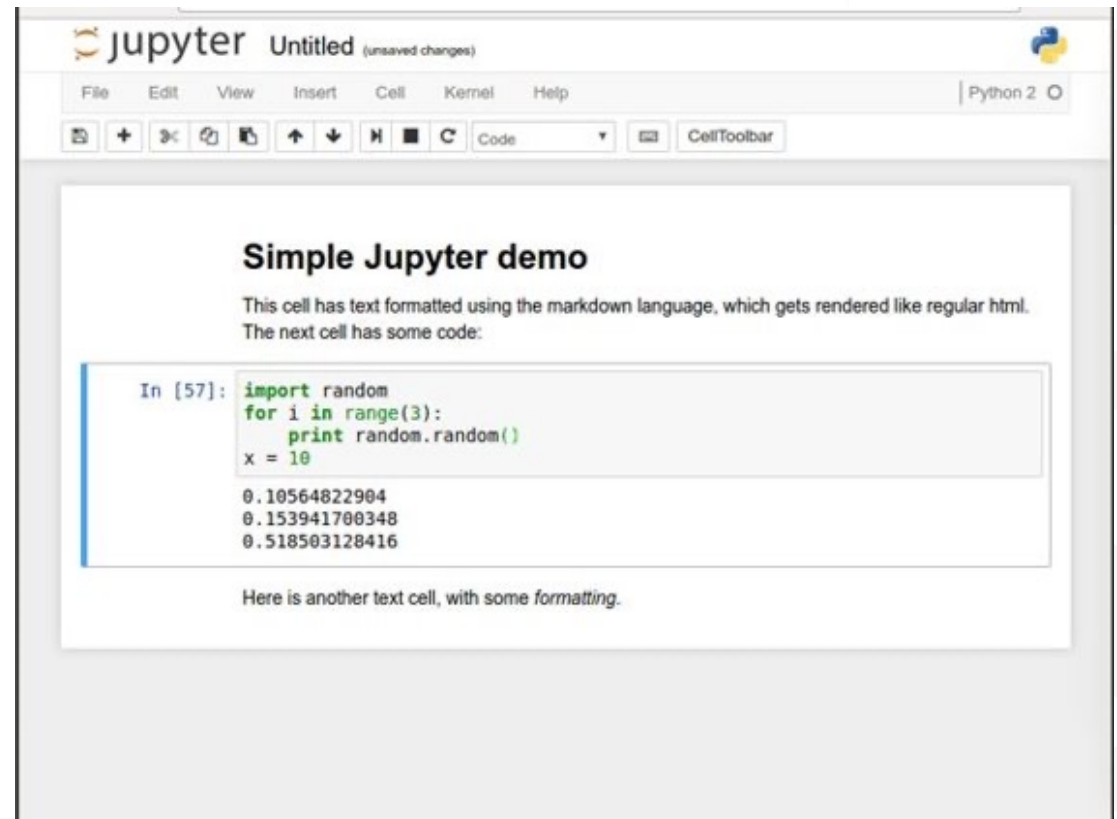 jupyter Untitled (unsaved changes)
File Edit View Insert Cell Kernel Help Python 2
Code CellToolbar
Simple Jupyter demo
This cell has text formatted using the markdown language, which gets rendered like regular html.
The next cell has some code:
In [57]: import random
for i in range(3):
    print random.random()
x = 10
0.10564822904
0.153941700348
0.518503128416
Here is another text cell, with some formatting.